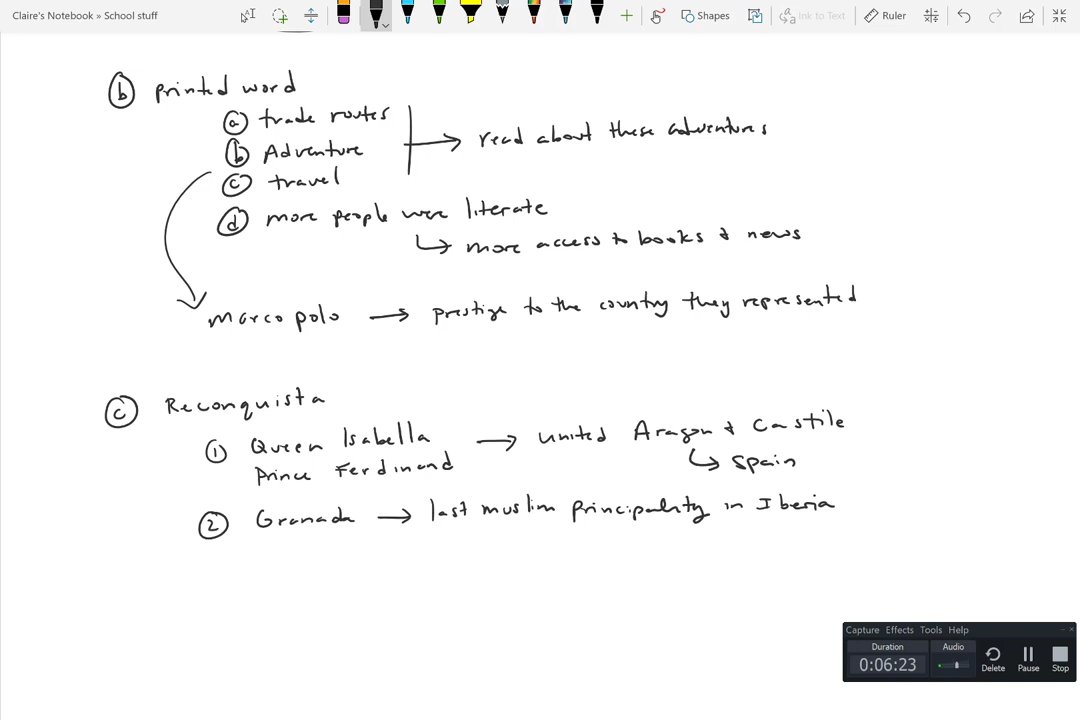 Claire's Notebook » School stuff
Shapes
Ink to Text
Ruler
b printed word
a trade routes
b Adventure
c travel
→ read about these adventures
d more people were literate
↳ more access to books & news
marco polo → prestige to the country they represented
c Reconquista
1 Queen Isabella
Prince Ferdinand
→ united Aragon & Castile
↳ Spain
2 Granada → last muslim principality in Iberia
Capture Effects Tools Help
Duration
Audio
0:06:23
Delete
Pause
Stop